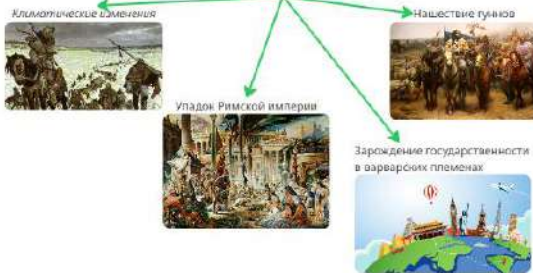 Климатические изменения
Нашествие гуннов
Упадок Римской империи
Зарождение государственности
в варварских племенах